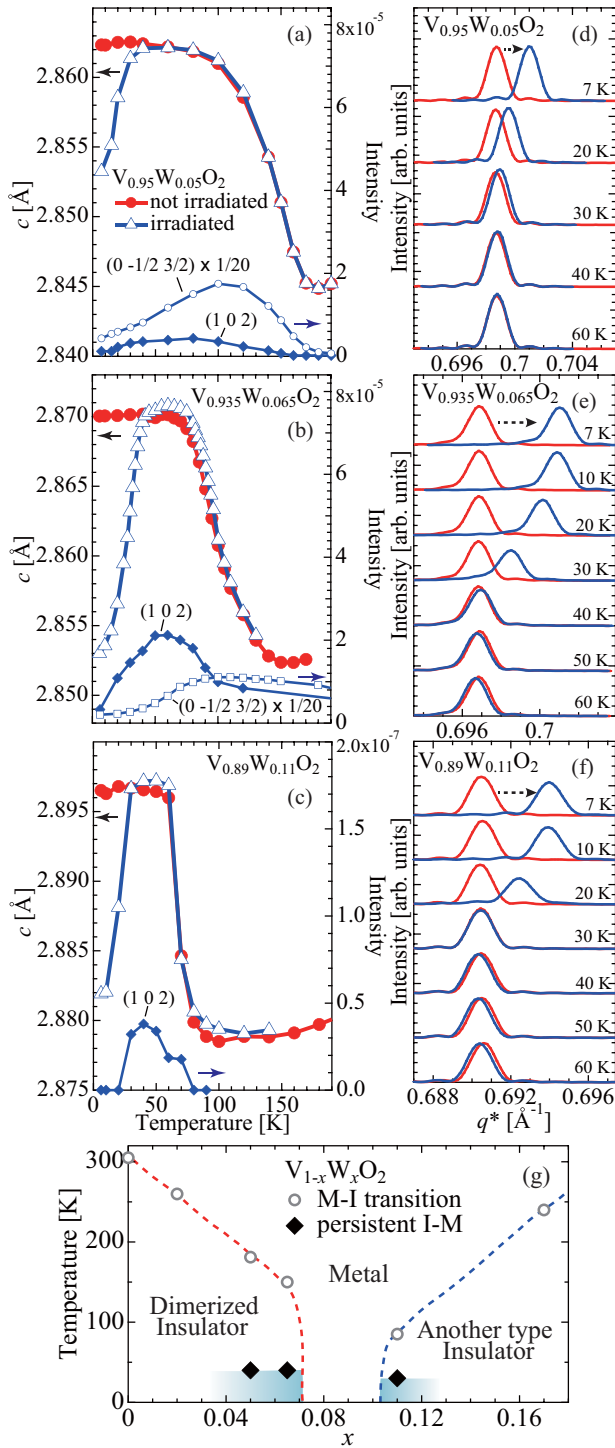 (a)
8x10⁻⁵
2.862
6
2.855
V0.95W0.05O2
not irradiated
irradiated
4
c [Å]
Intensity
2.850
2.845
(0 -1/2 3/2) x 1/20
2
(1 0 2)
2.840
0
V0.95W0.05O2
(d)
7 K
20 K
30 K
40 K
60 K
Intensity [arb. units]
0.696
0.7
0.704
V0.935W0.065O2
8x10⁻⁵
2.870
(b)
6
2.865
c [Å]
Intensity
4
2.860
2.855
(1 0 2)
2
2.850
(0 -1/2 3/2) x 1/20
0
V0.935W0.065O2
(e)
7 K
10 K
20 K
30 K
40 K
50 K
60 K
Intensity [arb. units]
0.696
0.7
V0.89W0.11O2
2.0x10⁻⁷
2.895
(c)
1.5
2.890
c [Å]
Intensity
1.0
2.885
(1 0 2)
0.5
2.880
2.875
0.0
0
50
100
150
Temperature [K]
V0.89W0.11O2
(f)
7 K
10 K
20 K
30 K
40 K
50 K
60 K
Intensity [arb. units]
0.688
0.692
0.696
q* [Å⁻¹]
300
V1-xWxO2
(g)
M-I transition
persistent I-M
200
Metal
Temperature [K]
Dimerized
Insulator
Another type
Insulator
100
0
0
0.04
0.08
0.12
0.16
x